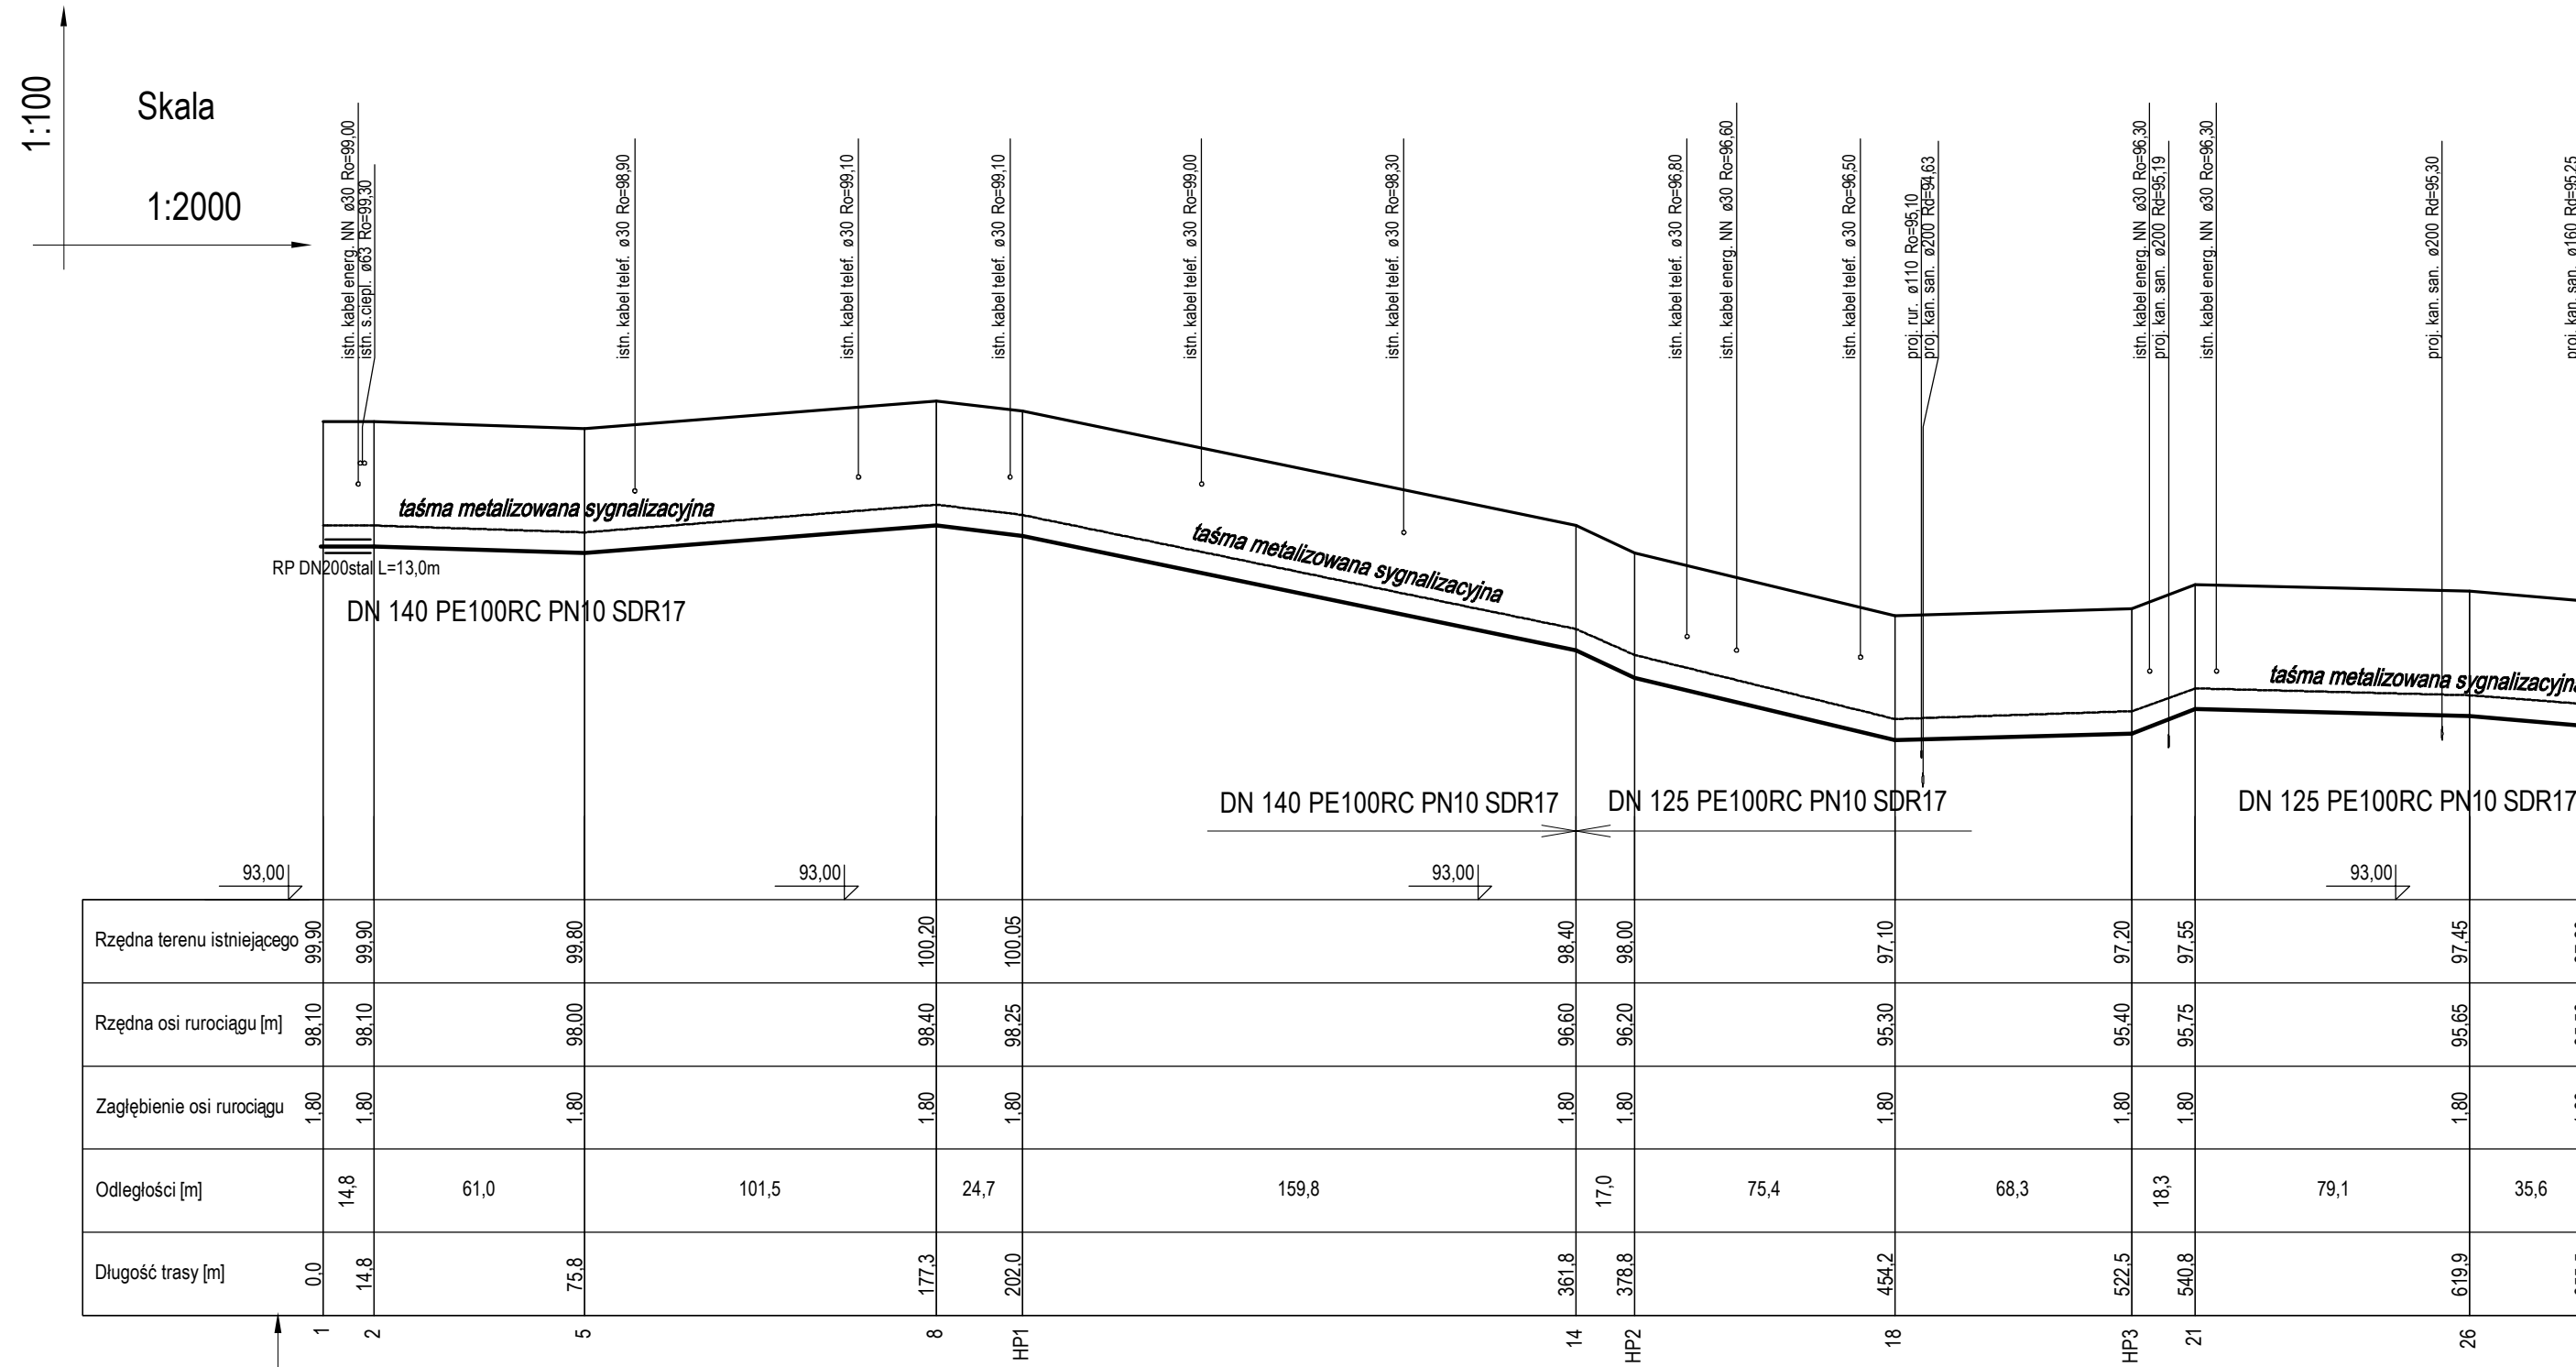 1:100
Skala
1:2000
istn. kabel energ. NN ø30 Ro=99,00
istn. s.ciepl. ø63 Ro=99,30
istn. kabel telef. ø30 Ro=98,90
istn. kabel telef. ø30 Ro=99,10
istn. kabel telef. ø30 Ro=99,10
istn. kabel telef. ø30 Ro=99,00
istn. kabel telef. ø30 Ro=98,30
istn. kabel telef. ø30 Ro=96,80
istn. kabel energ. NN ø30 Ro=96,60
istn. kabel telef. ø30 Ro=96,50
proj. rur. ø110 Ro=95,10
proj. kan. san. ø200 Rd=94,63
istn. kabel energ. NN ø30 Ro=96,30
proj. kan. san. ø200 Rd=95,19
istn. kabel energ. NN ø30 Ro=96,30
proj. kan. san. ø200 Rd=95,30
proj. kan. san. ø160 Rd=95,25
taśma metalizowana sygnalizacyjna
taśma metalizowana sygnalizacyjna
taśma metalizowana sygnalizacyjna
RP DN200stal L=13,0m
DN 140 PE100RC PN10 SDR17
DN 140 PE100RC PN10 SDR17
DN 125 PE100RC PN10 SDR17
DN 125 PE100RC PN10 SDR17
93,00 93,00 93,00 93,00
Rzędna terenu istniejącego 99,90 99,90 99,80 100,20 100,05 98,40 98,00 97,10 97,20 97,55 97,45
Rzędna osi rurociągu [m] 98,10 98,10 98,00 98,40 98,25 96,60 96,20 95,30 95,40 95,75 95,65
Zagłębienie osi rurociągu 1,80 1,80 1,80 1,80 1,80 1,80 1,80 1,80 1,80 1,80 1,80
Odległości [m] 14,8 61,0 101,5 24,7 159,8 17,0 75,4 68,3 18,3 79,1 35,6
Długość trasy [m] 0,0 14,8 75,8 177,3 202,0 361,8 378,8 454,2 522,5 540,8 619,9
1 2 5 8 HP1 14 HP2 18 HP3 21 26